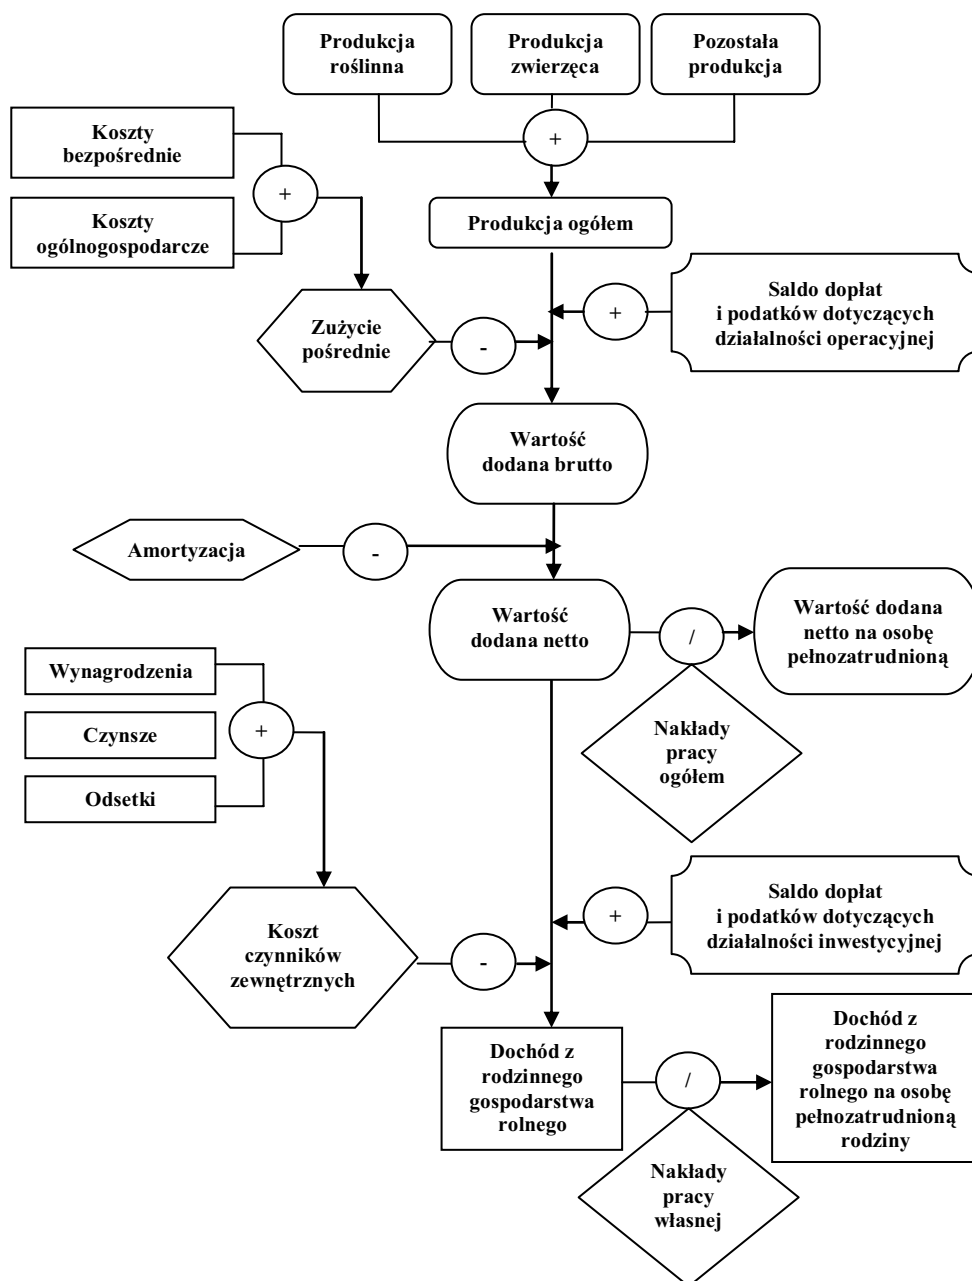 Produkcja
roślinna
Produkcja
zwierzęca
Pozostała
produkcja
+
Koszty
bezpośrednie
+
Koszty
ogólnogospodarcze
Produkcja ogółem
Saldo dopłat
i podatków dotyczących
działalności operacyjnej
+
Zużycie
pośrednie
-
Wartość
dodana brutto
Amortyzacja
-
Wartość
dodana netto
/
Wartość dodana
netto na osobę
pełnozatrudnioną
Nakłady
pracy
ogółem
Wynagrodzenia
Czynsze
Odsetki
+
Saldo dopłat
i podatków dotyczących
działalności inwestycyjnej
+
Koszt
czynników
zewnętrznych
-
Dochód z
rodzinnego
gospodarstwa
rolnego
/
Dochód z
rodzinnego
gospodarstwa
rolnego na osobę
pełnozatrudnioną
rodziny
Nakłady
pracy
własnej